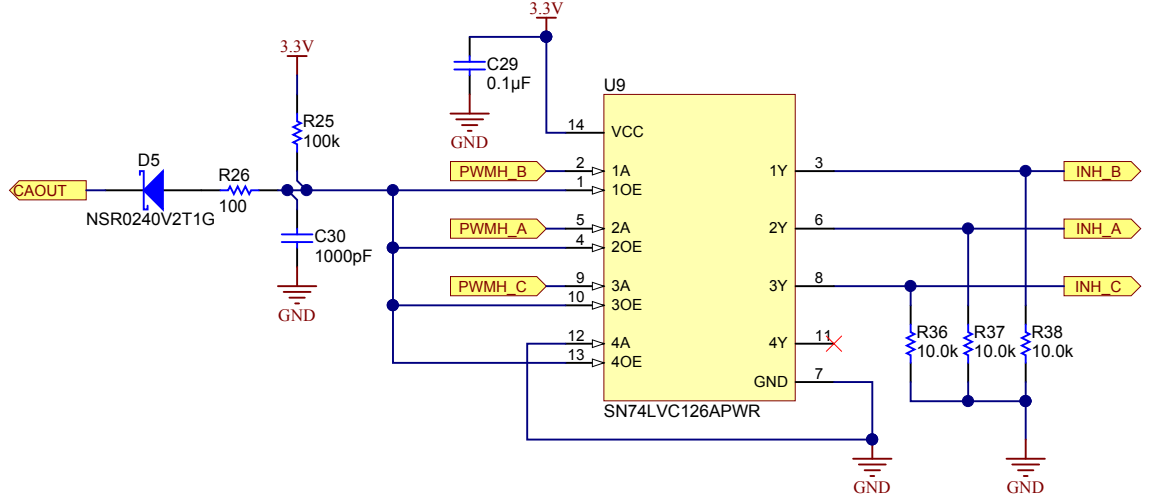 3.3V
C29
0.1µF
GND
3.3V
R25
100k
D5
NSR0240V2T1G
R26
100
CAOUT
C30
1000pF
GND
U9
14
VCC
PWMH_B
2
1A
1
1OE
PWMH_A
5
2A
4
2OE
PWMH_C
9
3A
10
3OE
12
4A
13
4OE
1Y
3
INH_B
2Y
6
INH_A
3Y
8
INH_C
4Y
11
GND
7
SN74LVC126APWR
R36
10.0k
R37
10.0k
R38
10.0k
GND
GND